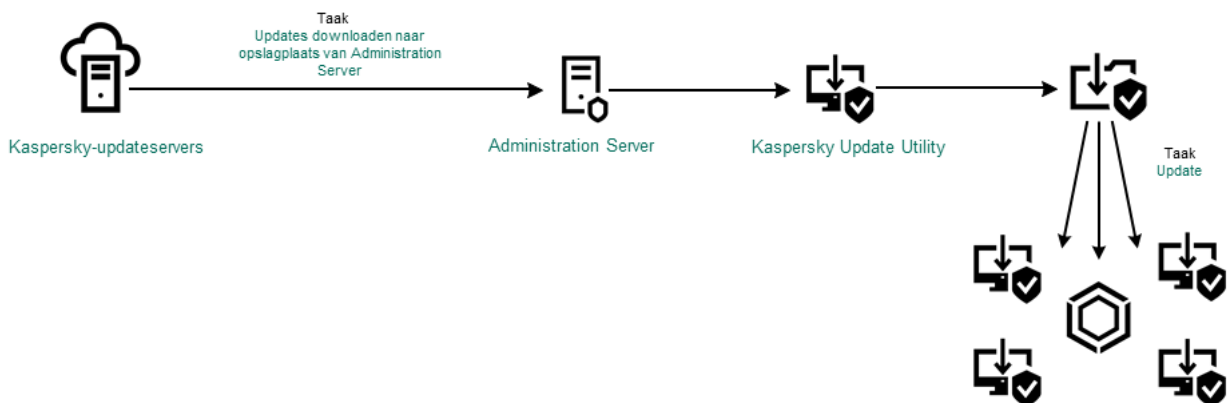 Taak
Updates downloaden naar
opslagplaats van Administration
Server
Kaspersky-updateservers
Administration Server
Kaspersky Update Utility
Taak
Update